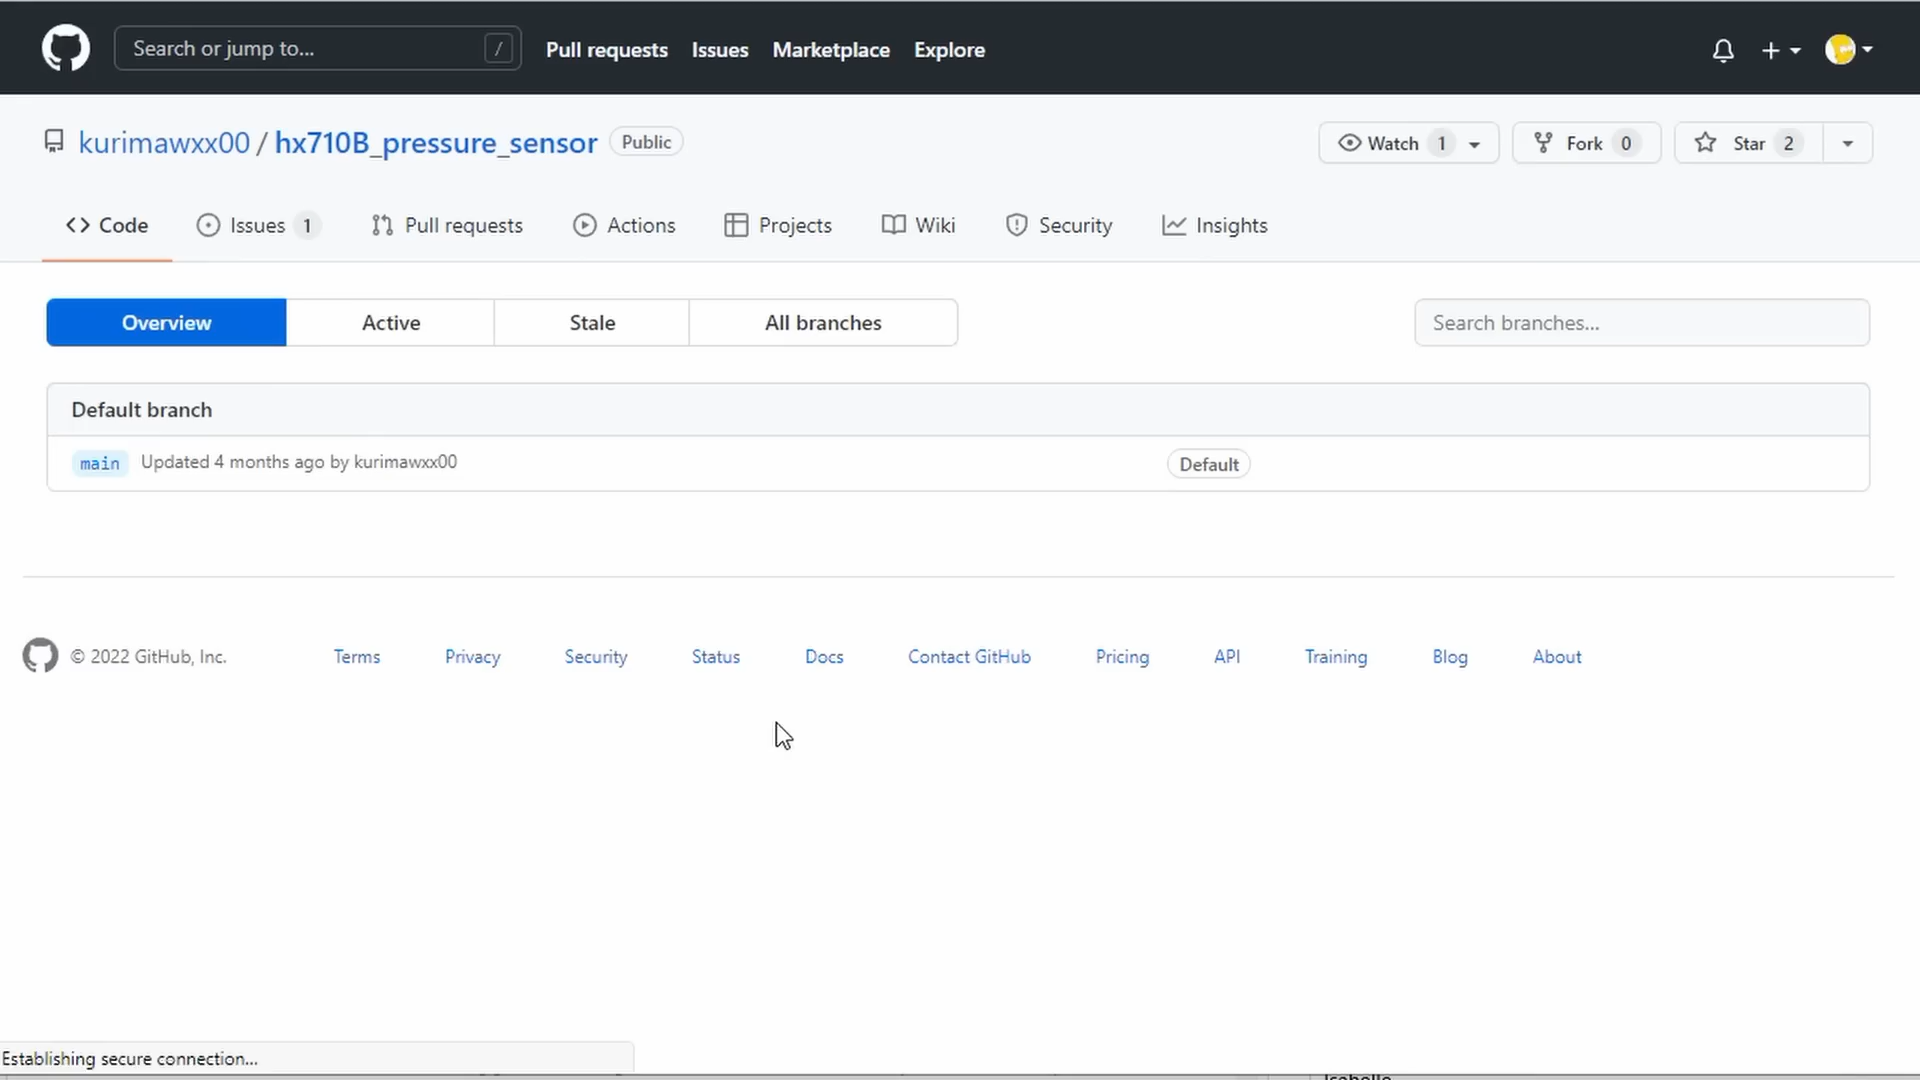 Search or jump to... /
Pull requests Issues Marketplace Explore
kurimawxx00 / hx710B_pressure_sensor Public
Watch 1 Fork 0 Star 2
Code Issues 1 Pull requests Actions Projects Wiki Security Insights
Overview Active Stale All branches Search branches...
Default branch
main Updated 4 months ago by kurimawxx00 Default
© 2022 GitHub, Inc. Terms Privacy Security Status Docs Contact GitHub Pricing API Training Blog About
Establishing secure connection...